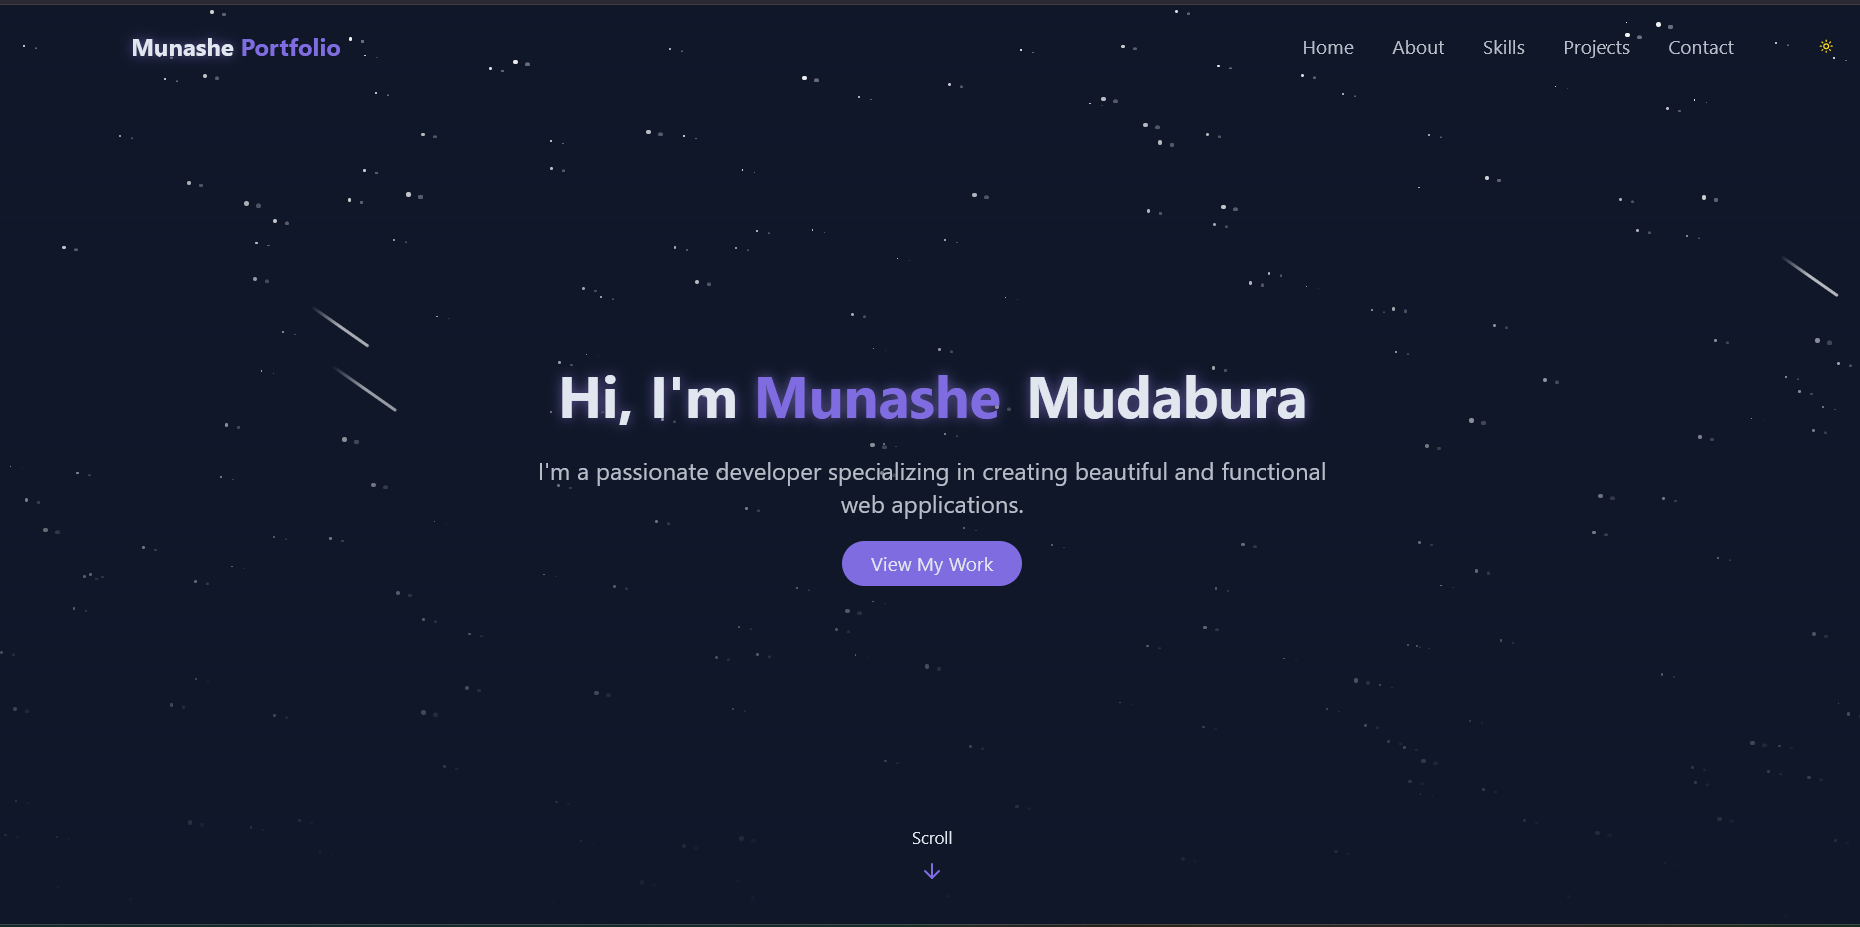 Munashe Portfolio
Home About Skills Projects Contact
Hi, I'm Munashe Mudabura
I'm a passionate developer specializing in creating beautiful and functional
web applications.
View My Work
Scroll